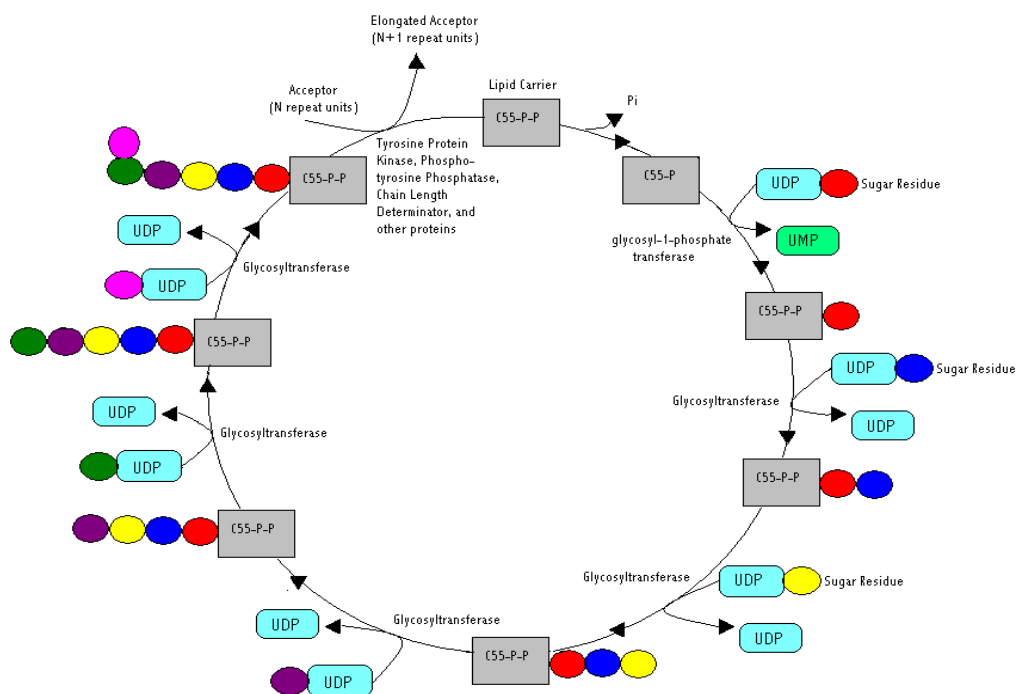 Elongated Acceptor
(N+1 repeat units)
Acceptor
(N repeat units)
Lipid Carrier
C55-P-P
Pi
C55-P
UDP
Sugar Residue
UMP
glycosyl-1-phosphate
transferase
C55-P-P
UDP
Sugar Residue
Glycosyltransferase
UDP
C55-P-P
Glycosyltransferase
UDP
Sugar Residue
UDP
C55-P-P
Glycosyltransferase
UDP
UDP
C55-P-P
Glycosyltransferase
UDP
UDP
C55-P-P
Glycosyltransferase
UDP
UDP
C55-P-P
Tyrosine Protein
Kinase, Phospho-
tyrosine Phosphatase,
Chain Length
Determinator, and
other proteins